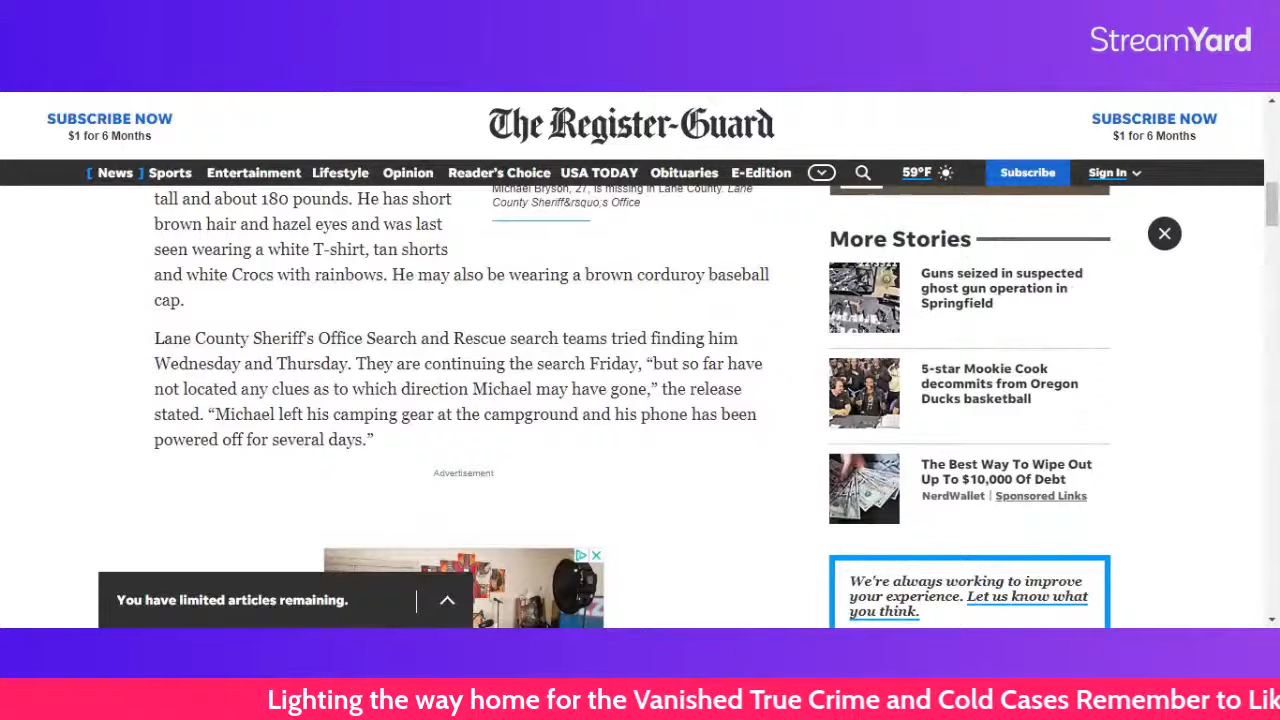 StreamYard
SUBSCRIBE NOW
$1 for 6 Months
The Register-Guard
SUBSCRIBE NOW
$1 for 6 Months
[ News ] Sports Entertainment Lifestyle Opinion Reader's Choice USA TODAY Obituaries E-Edition 59°F Subscribe Sign In
tall and about 180 pounds. He has short
brown hair and hazel eyes and was last
seen wearing a white T-shirt, tan shorts
and white Crocs with rainbows. He may also be wearing a brown corduroy baseball
cap.
Michael Bryson, 27, is missing in Lane County. Lane
County Sheriff&rsquo;s Office
Lane County Sheriff's Office Search and Rescue search teams tried finding him
Wednesday and Thursday. They are continuing the search Friday, “but so far have
not located any clues as to which direction Michael may have gone,” the release
stated. “Michael left his camping gear at the campground and his phone has been
powered off for several days.”
Advertisement
You have limited articles remaining.
More Stories
Guns seized in suspected
ghost gun operation in
Springfield
5-star Mookie Cook
decommits from Oregon
Ducks basketball
The Best Way To Wipe Out
Up To $10,000 Of Debt
NerdWallet | Sponsored Links
We're always working to improve
your experience. Let us know what
you think.
Lighting the way home for the Vanished True Crime and Cold Cases Remember to Lik